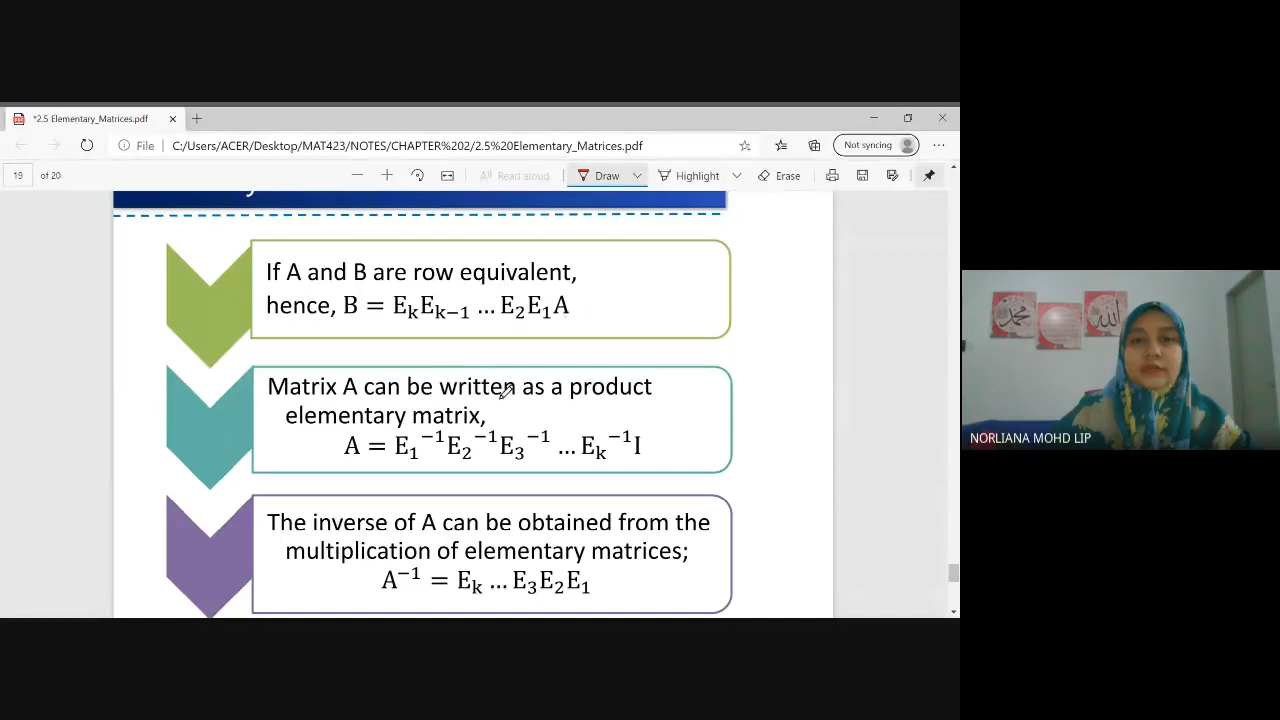 *2.5 Elementary_Matrices.pdf
File
C:/Users/ACER/Desktop/MAT423/NOTES/CHAPTER%202/2.5%20Elementary_Matrices.pdf
Not syncing
19 of 20
Read aloud
Draw
Highlight
Erase
If A and B are row equivalent,
hence, B = EₖEₖ₋₁ … E₂E₁A
Matrix A can be written as a product
elementary matrix,
A = E₁⁻¹E₂⁻¹E₃⁻¹ … Eₖ⁻¹I
The inverse of A can be obtained from the
multiplication of elementary matrices;
A⁻¹ = Eₖ … E₃E₂E₁
NORLIANA MOHD LIP
محمد
الله